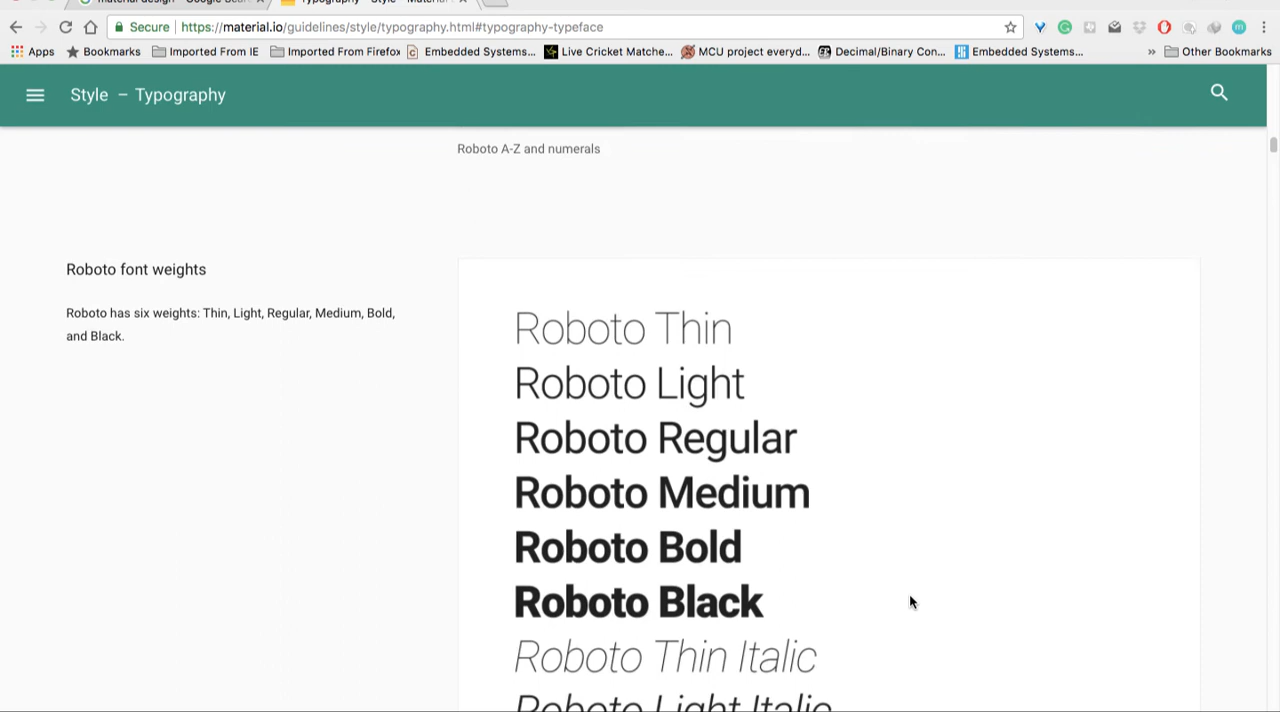 Secure https://material.io/guidelines/style/typography.html#typography-typeface
Apps Bookmarks Imported From IE Imported From Firefox Embedded Systems... Live Cricket Matche... MCU project everyd... Decimal/Binary Con... Embedded Systems... » Other Bookmarks
Style – Typography
Roboto A-Z and numerals
Roboto font weights
Roboto has six weights: Thin, Light, Regular, Medium, Bold,
and Black.
Roboto Thin
Roboto Light
Roboto Regular
Roboto Medium
Roboto Bold
Roboto Black
Roboto Thin Italic
Roboto Light Italic